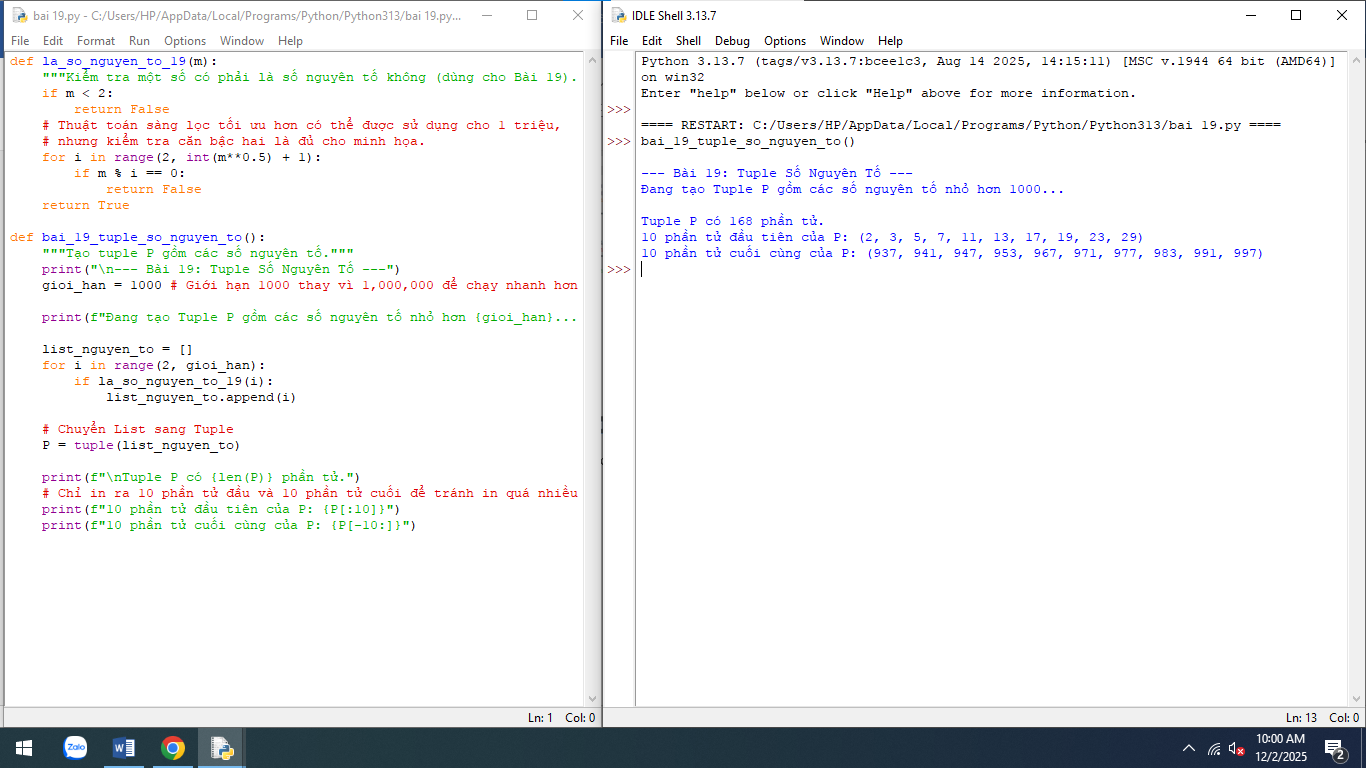 bai 19.py - C:/Users/HP/AppData/Local/Programs/Python/Python313/bai 19.py...
File Edit Format Run Options Window Help
def la_so_nguyen_to_19(m):
    """Kiểm tra một số có phải là số nguyên tố không (dùng cho Bài 19).
    if m < 2:
        return False
    # Thuật toán sàng lọc tối ưu hơn có thể được sử dụng cho 1 triệu,
    # nhưng kiểm tra căn bậc hai là đủ cho minh họa.
    for i in range(2, int(m**0.5) + 1):
        if m % i == 0:
            return False
    return True
def bai_19_tuple_so_nguyen_to():
    """Tạo tuple P gồm các số nguyên tố."""
    print("\n--- Bài 19: Tuple Số Nguyên Tố ---")
    gioi_han = 1000 # Giới hạn 1000 thay vì 1,000,000 để chạy nhanh hơn
    print(f"Đang tạo Tuple P gồm các số nguyên tố nhỏ hơn {gioi_han}...
    list_nguyen_to = []
    for i in range(2, gioi_han):
        if la_so_nguyen_to_19(i):
            list_nguyen_to.append(i)
    # Chuyển List sang Tuple
    P = tuple(list_nguyen_to)
    print(f"\nTuple P có {len(P)} phần tử.")
    # Chỉ in ra 10 phần tử đầu và 10 phần tử cuối để tránh in quá nhiều
    print(f"10 phần tử đầu tiên của P: {P[:10]}")
    print(f"10 phần tử cuối cùng của P: {P[-10:]}")
Ln: 1 Col: 0
IDLE Shell 3.13.7
File Edit Shell Debug Options Window Help
Python 3.13.7 (tags/v3.13.7:bcee1c3, Aug 14 2025, 14:15:11) [MSC v.1944 64 bit (AMD64)]
on win32
Enter "help" below or click "Help" above for more information.
>>>
==== RESTART: C:/Users/HP/AppData/Local/Programs/Python/Python313/bai 19.py ====
>>> bai_19_tuple_so_nguyen_to()
--- Bài 19: Tuple Số Nguyên Tố ---
Đang tạo Tuple P gồm các số nguyên tố nhỏ hơn 1000...
Tuple P có 168 phần tử.
10 phần tử đầu tiên của P: (2, 3, 5, 7, 11, 13, 17, 19, 23, 29)
10 phần tử cuối cùng của P: (937, 941, 947, 953, 967, 971, 977, 983, 991, 997)
>>>
Ln: 13 Col: 0
Zalo
10:00 AM
12/2/2025
2